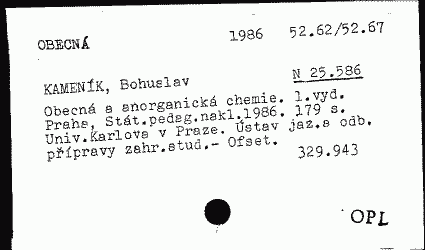 OBECNÁ 1986 52.62/52.67
KAMENÍK, Bohuslav N 25.586
Obecná a anorganická chemie. 1.vyd.
Praha, Stát.pedag.nakl.1986. 179 s.
Univ.Karlova v Praze. Ústav jaz.a odb.
přípravy zahr.stud.- Ofset.
329.943
OPL